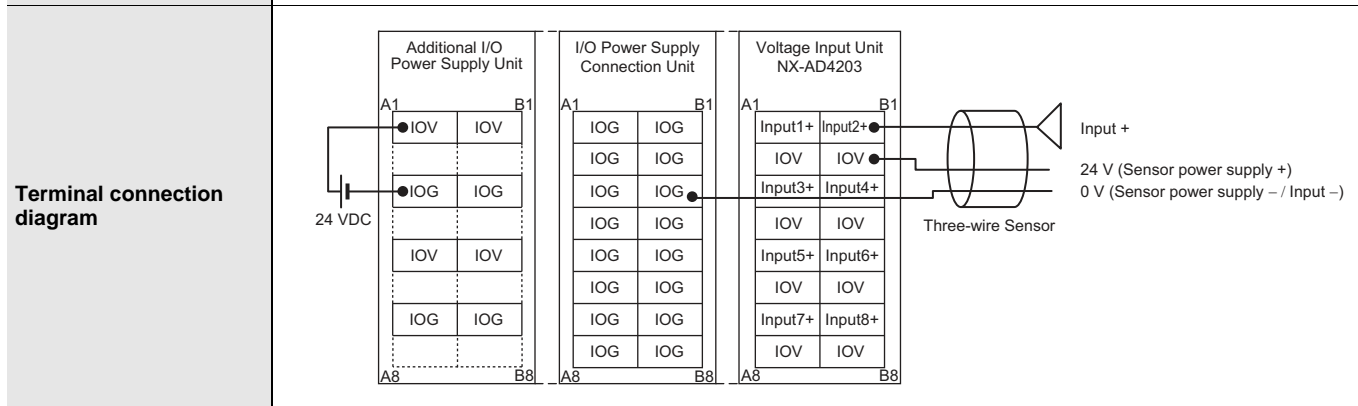 Terminal connection
diagram
Additional I/O
Power Supply Unit
A1 B1
IOV IOV
IOG IOG
24 VDC
IOV IOV
IOG IOG
A8 B8
I/O Power Supply
Connection Unit
A1 B1
IOG IOG
IOG IOG
IOG IOG
IOG IOG
IOG IOG
IOG IOG
IOG IOG
IOG IOG
A8 B8
Voltage Input Unit
NX-AD4203
A1 B1
Input1+ Input2+
IOV IOV
Input3+ Input4+
IOV IOV
Input5+ Input6+
IOV IOV
Input7+ Input8+
IOV IOV
A8 B8
Input +
24 V (Sensor power supply +)
0 V (Sensor power supply – / Input –)
Three-wire Sensor